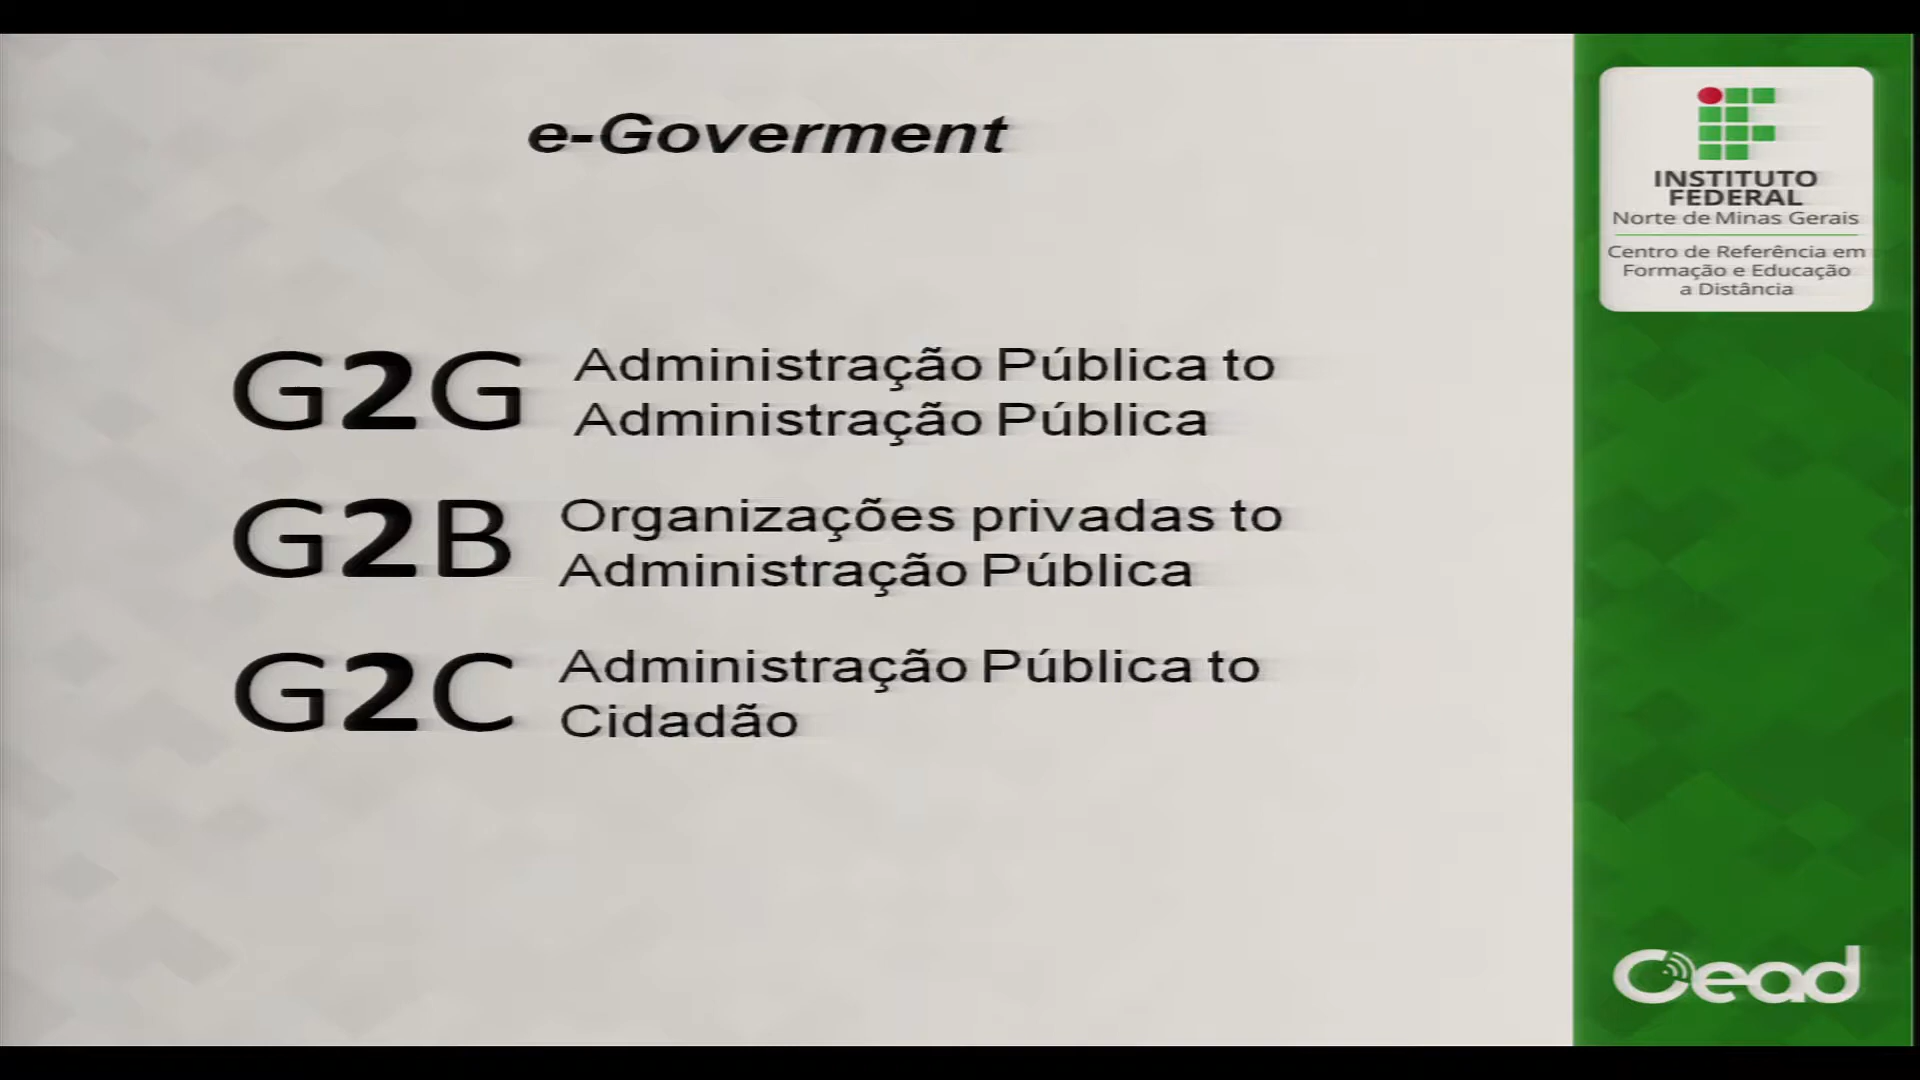 e-Goverment
G2G
Administração Pública to
Administração Pública
G2B
Organizações privadas to
Administração Pública
G2C
Administração Pública to
Cidadão
INSTITUTO
FEDERAL
Norte de Minas Gerais
Centro de Referência em
Formação e Educação
a Distância
Cead